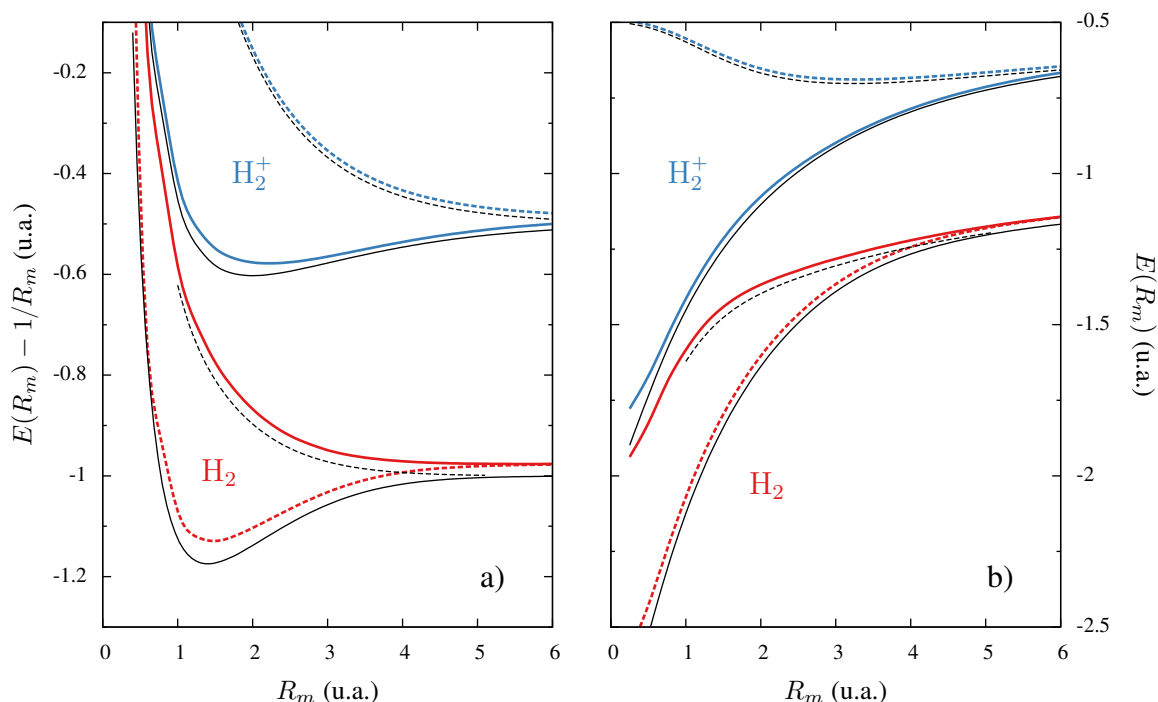 -0.2
-0.4
-0.6
-0.8
-1
-1.2
0 1 2 3 4 5 6
E(R_m) − 1/R_m (u.a.)
R_m (u.a.)
H₂⁺
H₂
a)
-0.5
-1
-1.5
-2
-2.5
0 1 2 3 4 5 6
E(R_m) (u.a.)
R_m (u.a.)
H₂⁺
H₂
b)